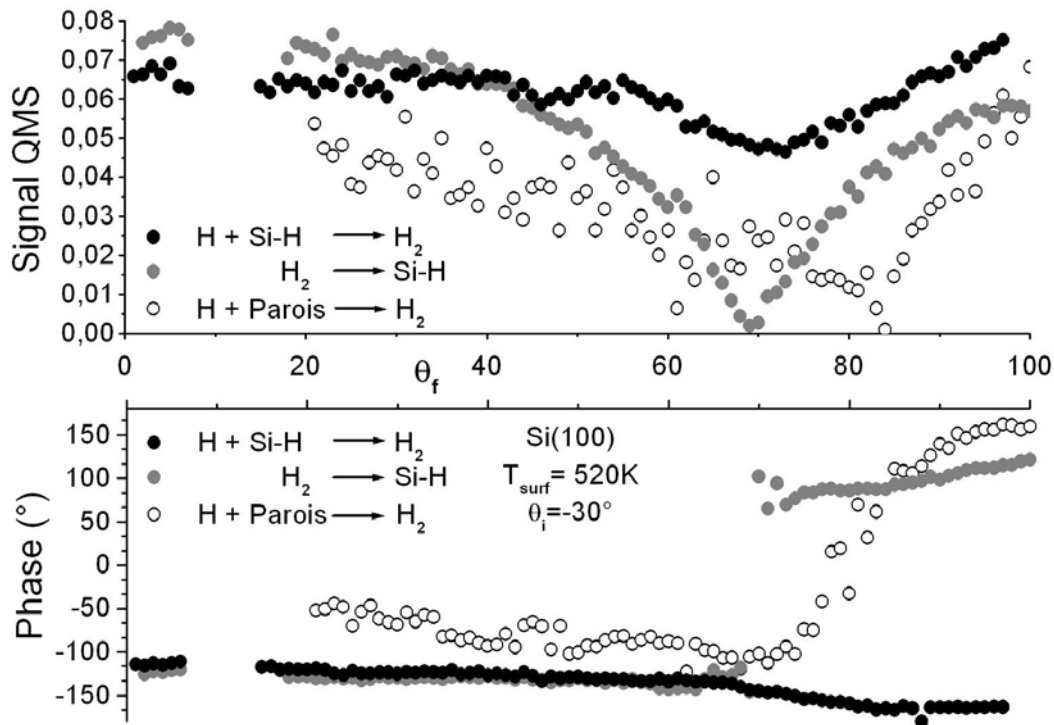 0,08
0,07
0,06
0,05
0,04
0,03
0,02
0,01
0,00
Signal QMS
H + Si-H → H₂
H₂ → Si-H
H + Parois → H₂
0 20 40 60 80 100
θf
150
100
50
0
-50
-100
-150
Phase (°)
H + Si-H → H₂
H₂ → Si-H
H + Parois → H₂
Si(100)
Tsurf= 520K
θi=-30°